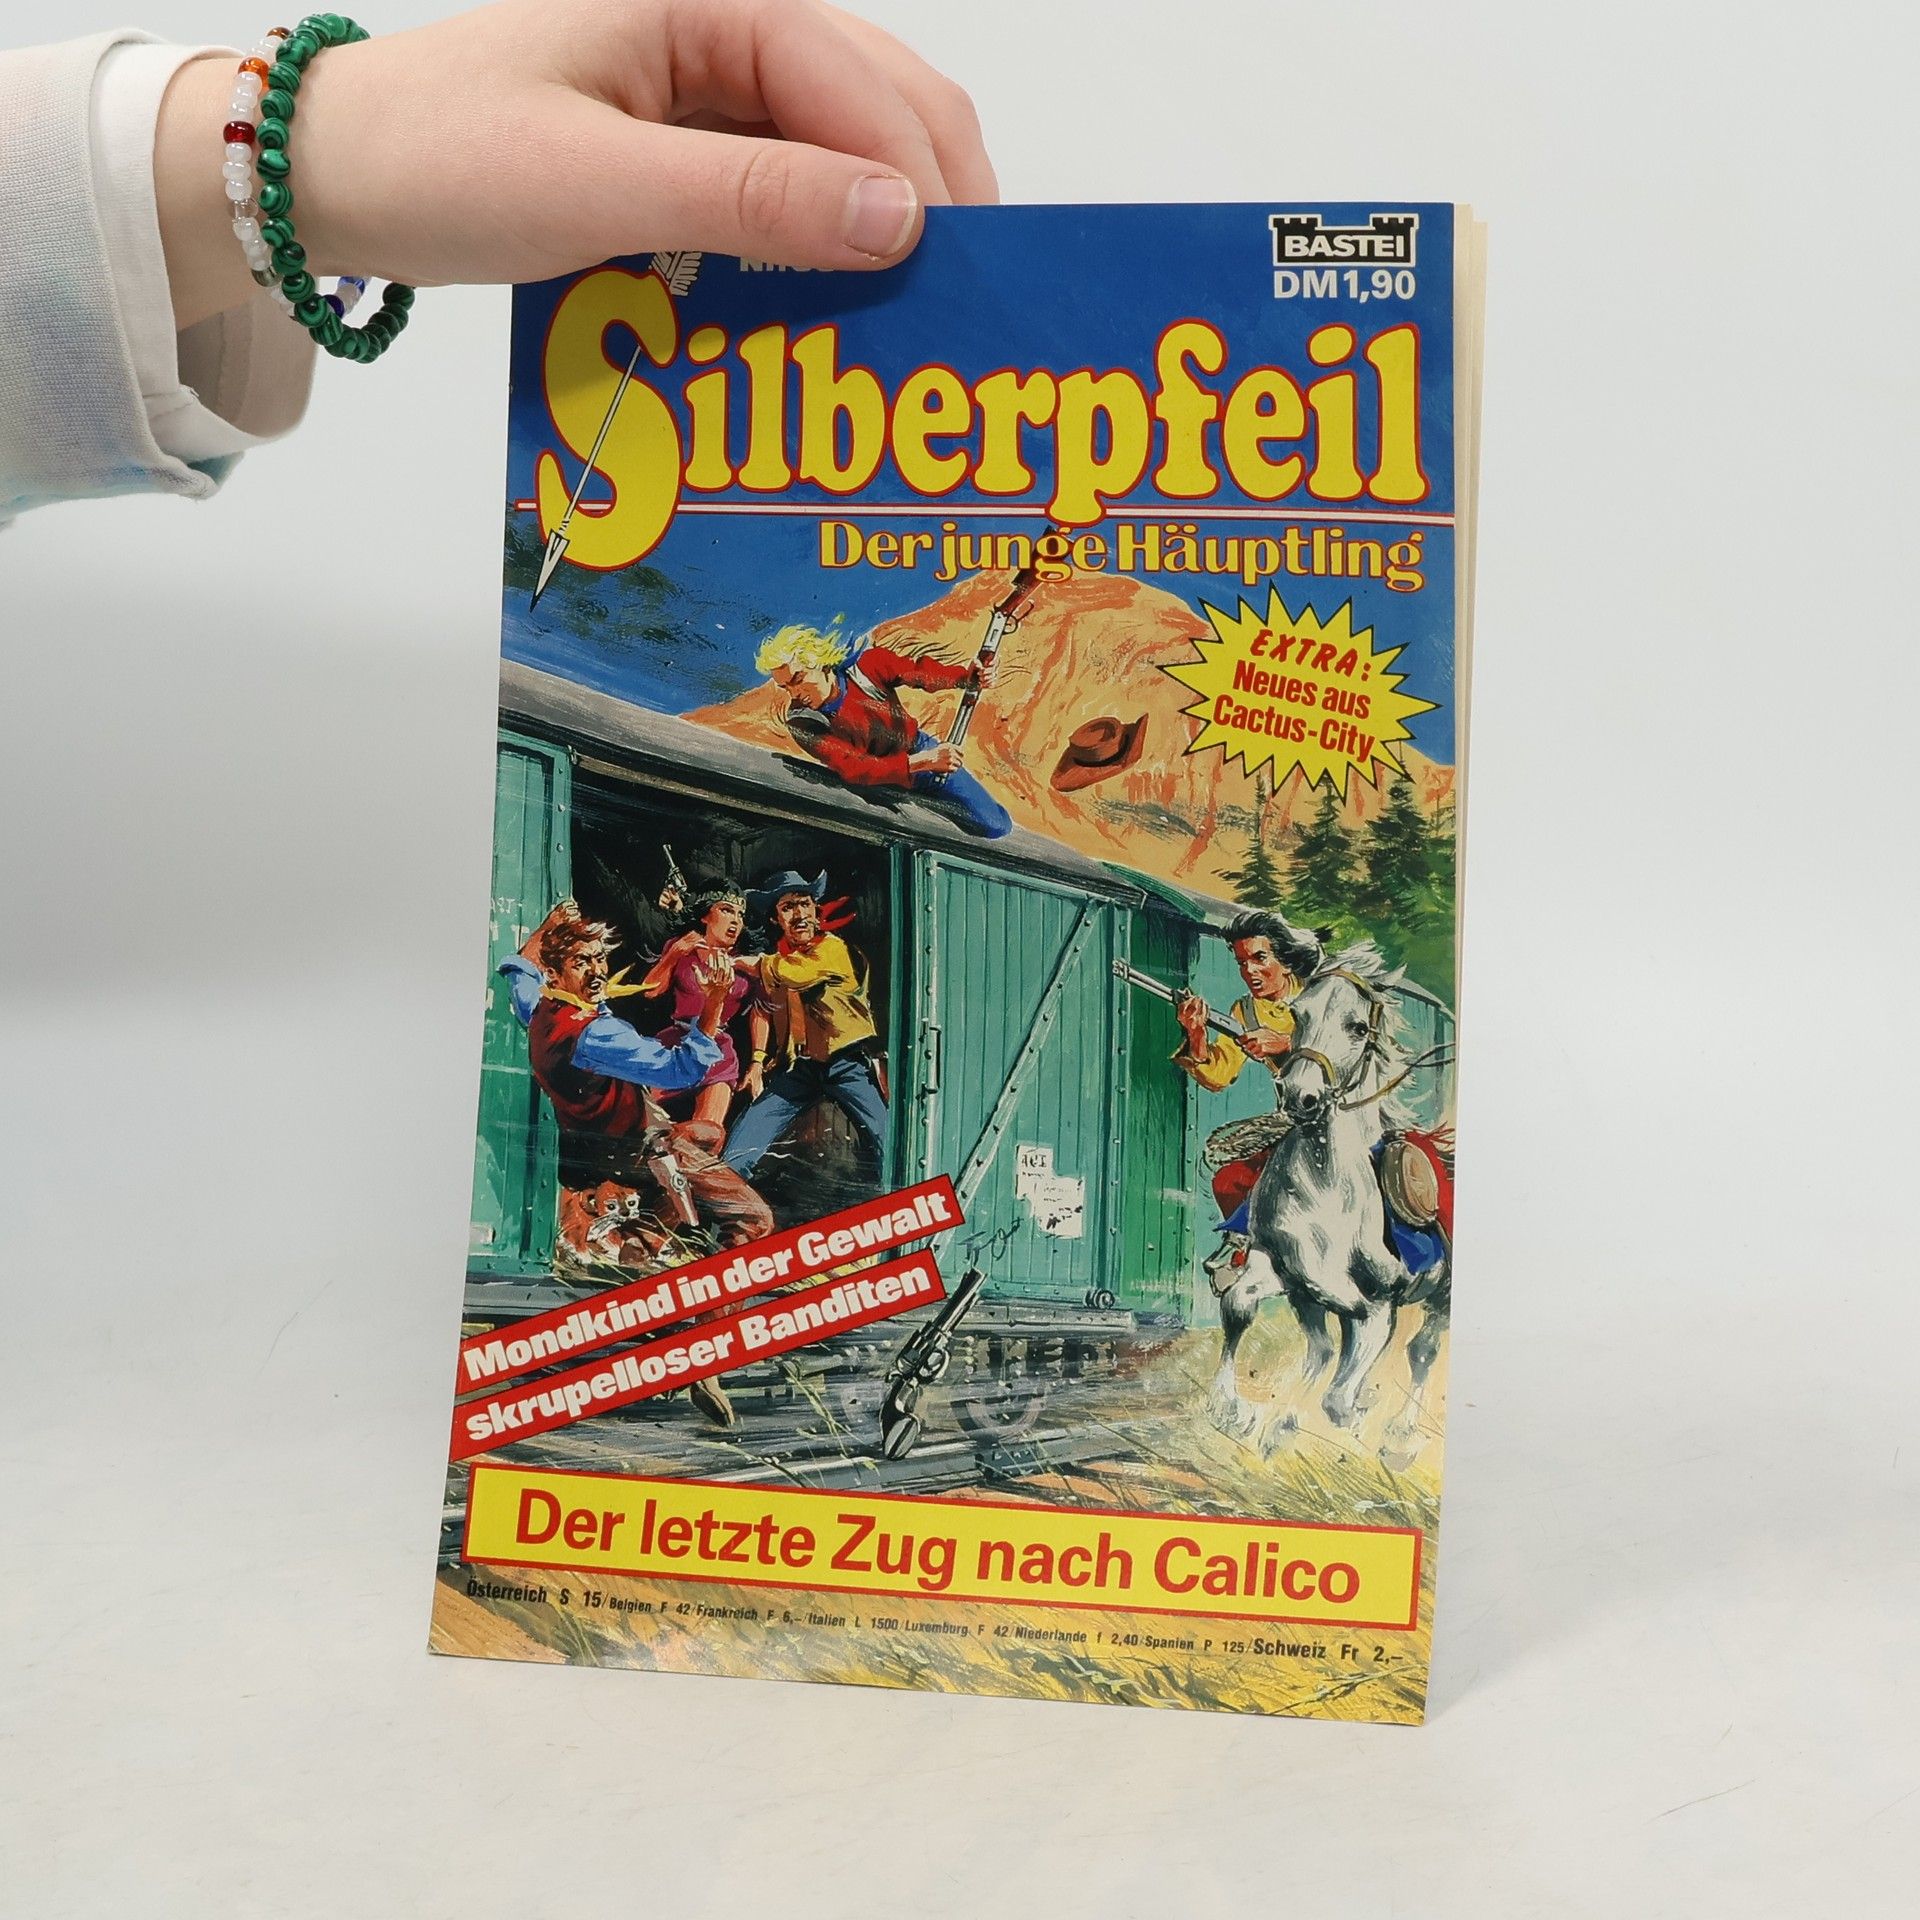 BASTEI
DM 1,90
Silberpfeil
Der junge Häuptling
EXTRA:
Neues aus
Cactus-City
Mondkind in der Gewalt
skrupelloser Banditen
Der letzte Zug nach Calico
Österreich S 15/Belgien F 42/Frankreich F 6,–/Italien L 1500/Luxemburg F 42/Niederlande f 2,40/Spanien P 125/Schweiz Fr 2,–